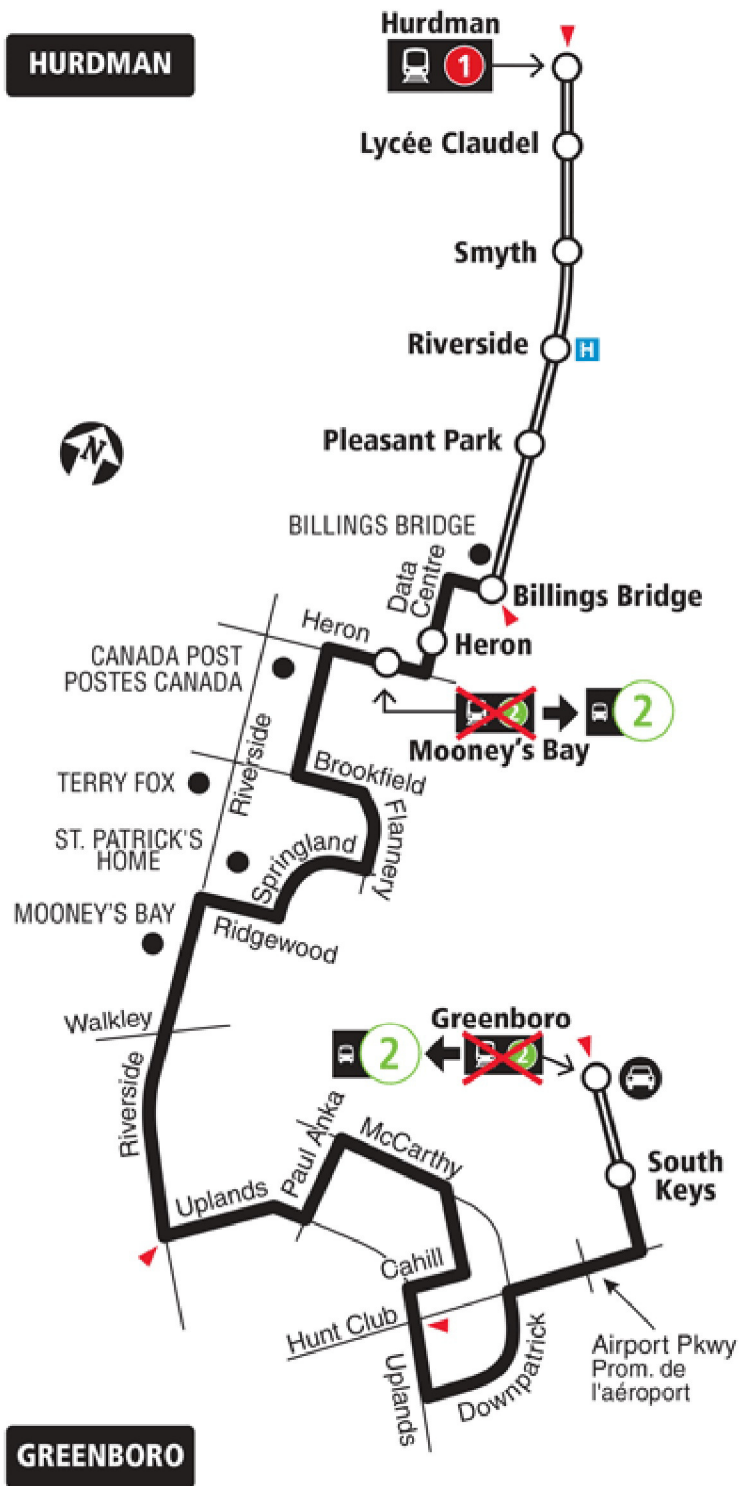 HURDMAN
Hurdman
1
Lycée Claudel
Smyth
Riverside
H
Pleasant Park
N
BILLINGS BRIDGE
Data
Centre
Billings Bridge
Heron
Heron
CANADA POST
POSTES CANADA
2
2
Mooney's Bay
Riverside
Brookfield
TERRY FOX
Flannery
ST. PATRICK'S
HOME
Springland
MOONEY'S BAY
Ridgewood
Walkley
Greenboro
2
2
Riverside
Paul Anka
McCarthy
South
Keys
Uplands
Cahill
Hunt Club
Airport Pkwy
Prom. de
l'aéroport
Uplands
Downpatrick
GREENBORO